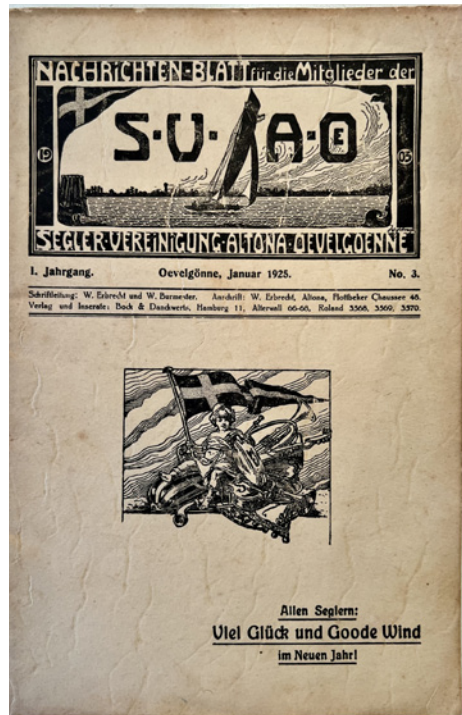 NACHRICHTEN-BLATT für die Mitglieder der
S·V·A·O
19 05
SEGLER-VEREINIGUNG-ALTONA-OEVELGOENNE
1. Jahrgang. Oevelgönne, Januar 1925. No. 3.
Schriftleitung: W. Erbrecht und W. Burmester. Anschrift: W. Erbrecht, Altona, Flottbeker Chaussee 48.
Verlag und Inserate: Bock & Danckwerts, Hamburg 11, Alterwall 66-68, Roland 3568, 3569, 3570.
Allen Seglern:
Viel Glück und Goode Wind
im Neuen Jahr!